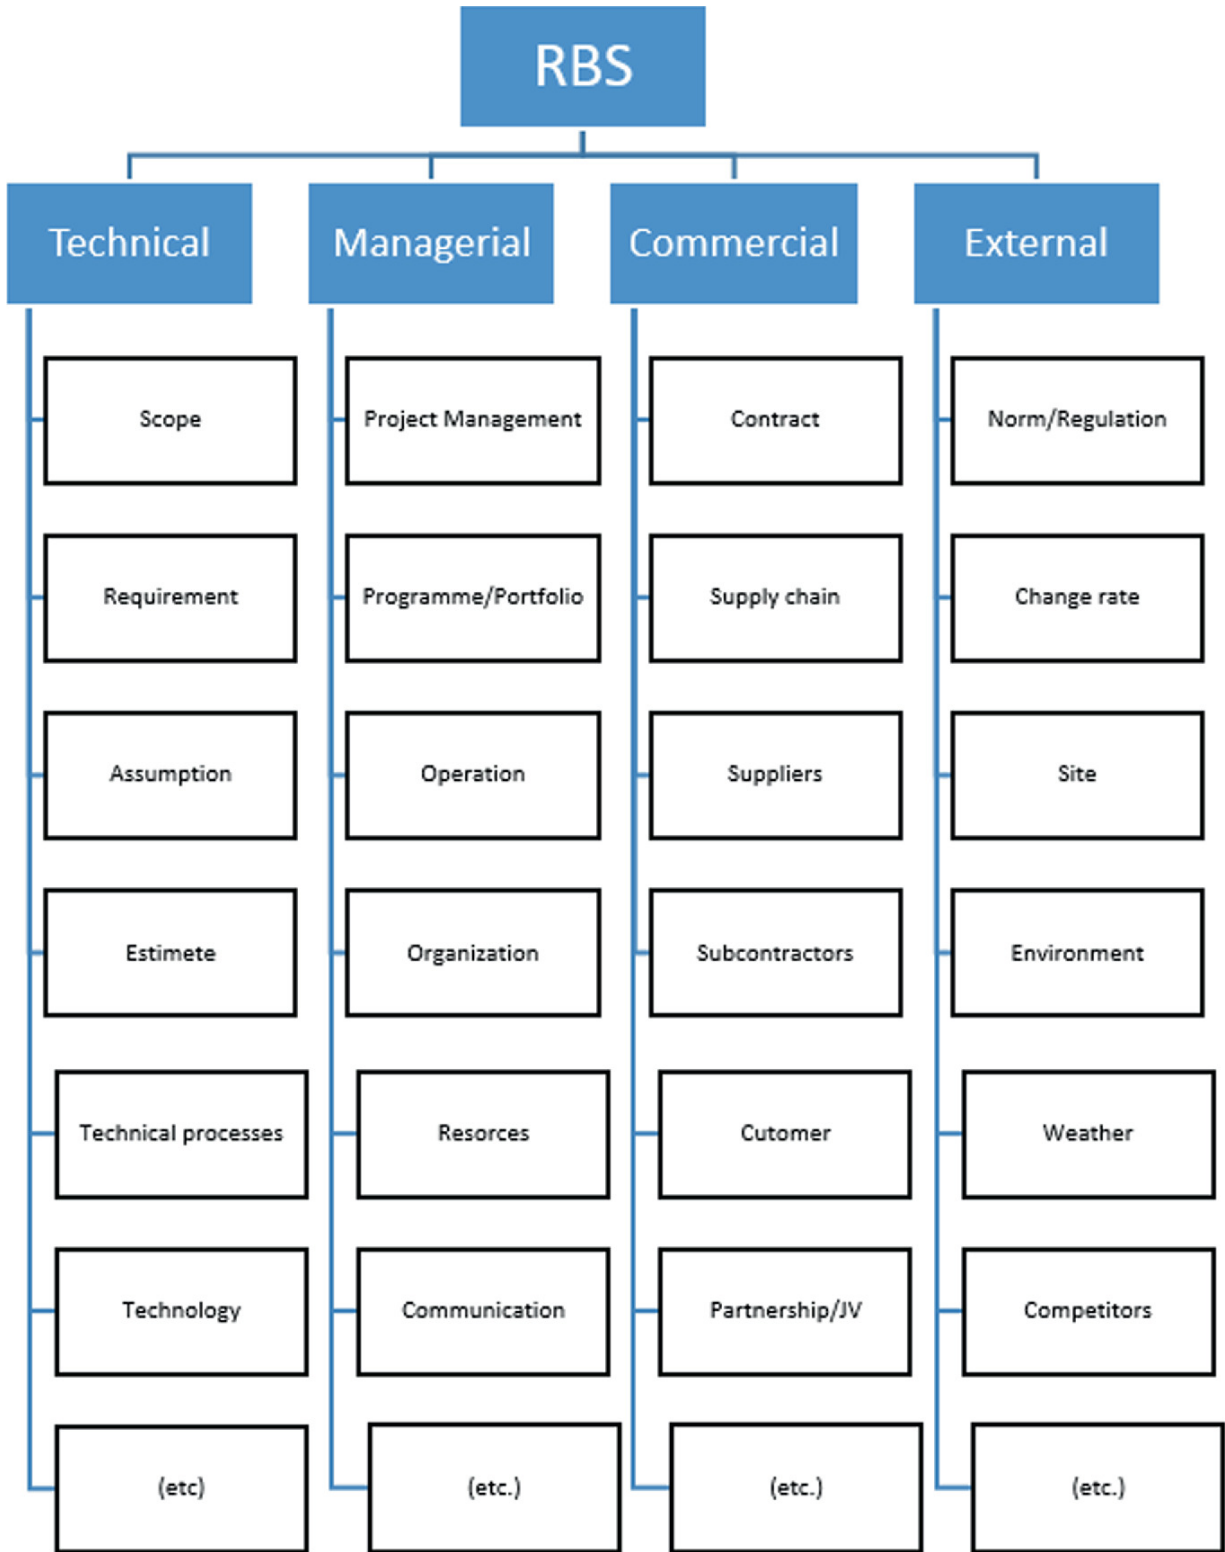 RBS
Technical
Managerial
Commercial
External
Scope
Project Management
Contract
Norm/Regulation
Requirement
Programme/Portfolio
Supply chain
Change rate
Assumption
Operation
Suppliers
Site
Estimete
Organization
Subcontractors
Environment
Technical processes
Resorces
Cutomer
Weather
Technology
Communication
Partnership/JV
Competitors
(etc)
(etc.)
(etc.)
(etc.)